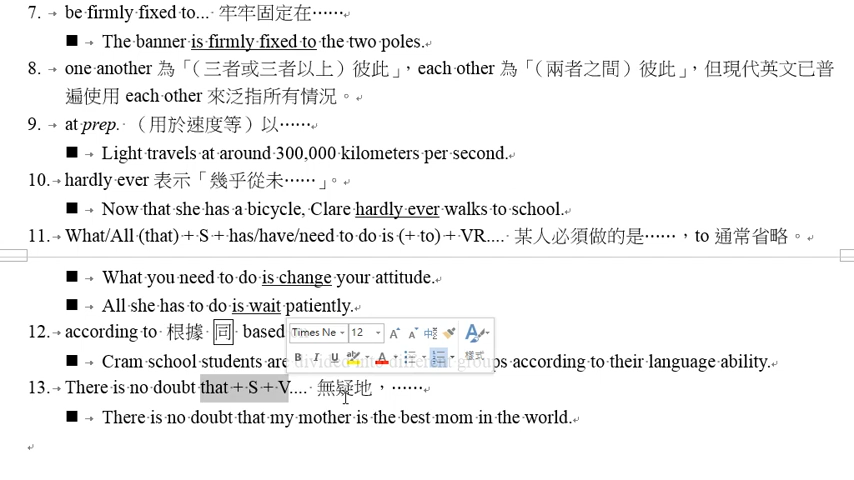 7. be firmly fixed to... 牢牢固定在⋯⋯
■ The banner is firmly fixed to the two poles.
8. one another 為「（三者或三者以上）彼此」，each other 為「（兩者之間）彼此」，但現代英文已普
遍使用 each other 來泛指所有情況。
9. at prep. （用於速度等）以⋯⋯
■ Light travels at around 300,000 kilometers per second.
10. hardly ever 表示「幾乎從未⋯⋯」。
■ Now that she has a bicycle, Clare hardly ever walks to school.
11. What/All (that) + S + has/have/need to do is (+ to) + VR.... 某人必須做的是⋯⋯，to 通常省略。
■ What you need to do is change your attitude.
■ All she has to do is wait patiently.
12. according to 根據 同 based
Times Ne 12 A A 中 A 樣式
B I U A
■ Cram school students are divided into different groups according to their language ability.
13. There is no doubt that + S + V.... 無疑地，⋯⋯
■ There is no doubt that my mother is the best mom in the world.